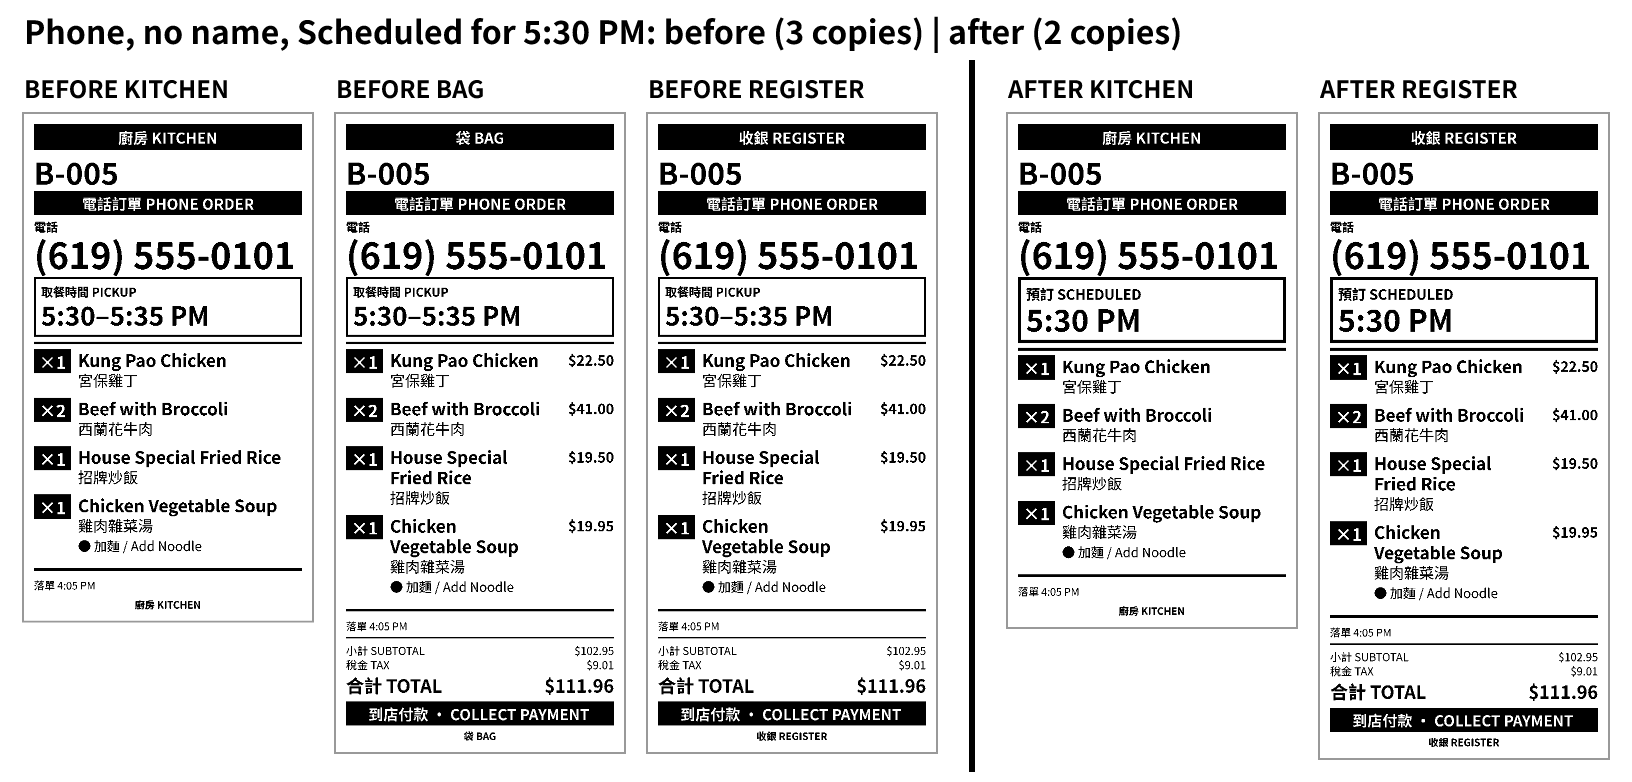 Phone, no name, Scheduled for 5:30 PM: before (3 copies) | after (2 copies)
BEFORE KITCHEN
廚房 KITCHEN
B-005
電話訂單 PHONE ORDER
電話
(619) 555-0101
取餐時間 PICKUP
5:30–5:35 PM
×1 Kung Pao Chicken
宮保雞丁
×2 Beef with Broccoli
西蘭花牛肉
×1 House Special Fried Rice
招牌炒飯
×1 Chicken Vegetable Soup
雞肉雜菜湯
● 加麵 / Add Noodle
落單 4:05 PM
廚房 KITCHEN
BEFORE BAG
袋 BAG
B-005
電話訂單 PHONE ORDER
電話
(619) 555-0101
取餐時間 PICKUP
5:30–5:35 PM
×1 Kung Pao Chicken $22.50
宮保雞丁
×2 Beef with Broccoli $41.00
西蘭花牛肉
×1 House Special $19.50
Fried Rice
招牌炒飯
×1 Chicken $19.95
Vegetable Soup
雞肉雜菜湯
● 加麵 / Add Noodle
落單 4:05 PM
小計 SUBTOTAL $102.95
稅金 TAX $9.01
合計 TOTAL $111.96
到店付款 · COLLECT PAYMENT
袋 BAG
BEFORE REGISTER
收銀 REGISTER
B-005
電話訂單 PHONE ORDER
電話
(619) 555-0101
取餐時間 PICKUP
5:30–5:35 PM
×1 Kung Pao Chicken $22.50
宮保雞丁
×2 Beef with Broccoli $41.00
西蘭花牛肉
×1 House Special $19.50
Fried Rice
招牌炒飯
×1 Chicken $19.95
Vegetable Soup
雞肉雜菜湯
● 加麵 / Add Noodle
落單 4:05 PM
小計 SUBTOTAL $102.95
稅金 TAX $9.01
合計 TOTAL $111.96
到店付款 · COLLECT PAYMENT
收銀 REGISTER
AFTER KITCHEN
廚房 KITCHEN
B-005
電話訂單 PHONE ORDER
電話
(619) 555-0101
預訂 SCHEDULED
5:30 PM
×1 Kung Pao Chicken
宮保雞丁
×2 Beef with Broccoli
西蘭花牛肉
×1 House Special Fried Rice
招牌炒飯
×1 Chicken Vegetable Soup
雞肉雜菜湯
● 加麵 / Add Noodle
落單 4:05 PM
廚房 KITCHEN
AFTER REGISTER
收銀 REGISTER
B-005
電話訂單 PHONE ORDER
電話
(619) 555-0101
預訂 SCHEDULED
5:30 PM
×1 Kung Pao Chicken $22.50
宮保雞丁
×2 Beef with Broccoli $41.00
西蘭花牛肉
×1 House Special $19.50
Fried Rice
招牌炒飯
×1 Chicken $19.95
Vegetable Soup
雞肉雜菜湯
● 加麵 / Add Noodle
落單 4:05 PM
小計 SUBTOTAL $102.95
稅金 TAX $9.01
合計 TOTAL $111.96
到店付款 · COLLECT PAYMENT
收銀 REGISTER